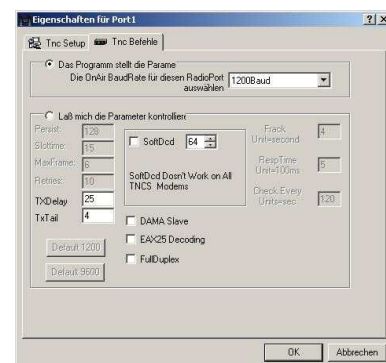 Eigenschaften für Port1
Tnc Setup
Tnc Befehle
Das Programm stellt die Parame
Die OnAir BaudRate für diesen RadioPort
auswählen
1200Baud
Laß mich die Parameter kontrolliere
Persist: 128
Slottime: 15
MaxFrame: 6
Retries: 10
TXDelay 25
TxTail 4
Default 1200
Default 9600
SoftDcd 64
SoftDcd Dosn't Work on All
TNCS Modems
DAMA Slave
EAX25 Decoding
FullDuplex
Frack
Unit=second
4
RespTime
Unit=100ms
5
Check Every
Units=sec
120
OK
Abbrechen